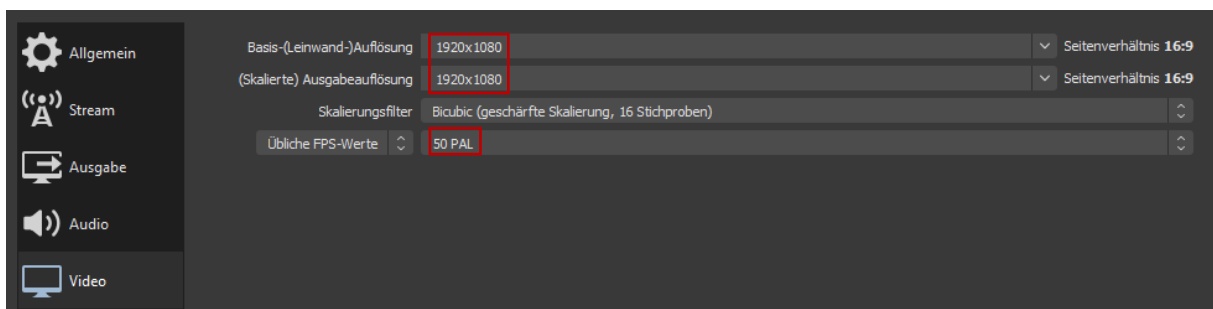 Allgemein
Stream
Ausgabe
Audio
Video
Basis-(Leinwand-)Auflösung 1920x1080 Seitenverhältnis 16:9
(Skalierte) Ausgabeauflösung 1920x1080 Seitenverhältnis 16:9
Skalierungsfilter Bicubic (geschärfte Skalierung, 16 Stichproben)
Übliche FPS-Werte 50 PAL